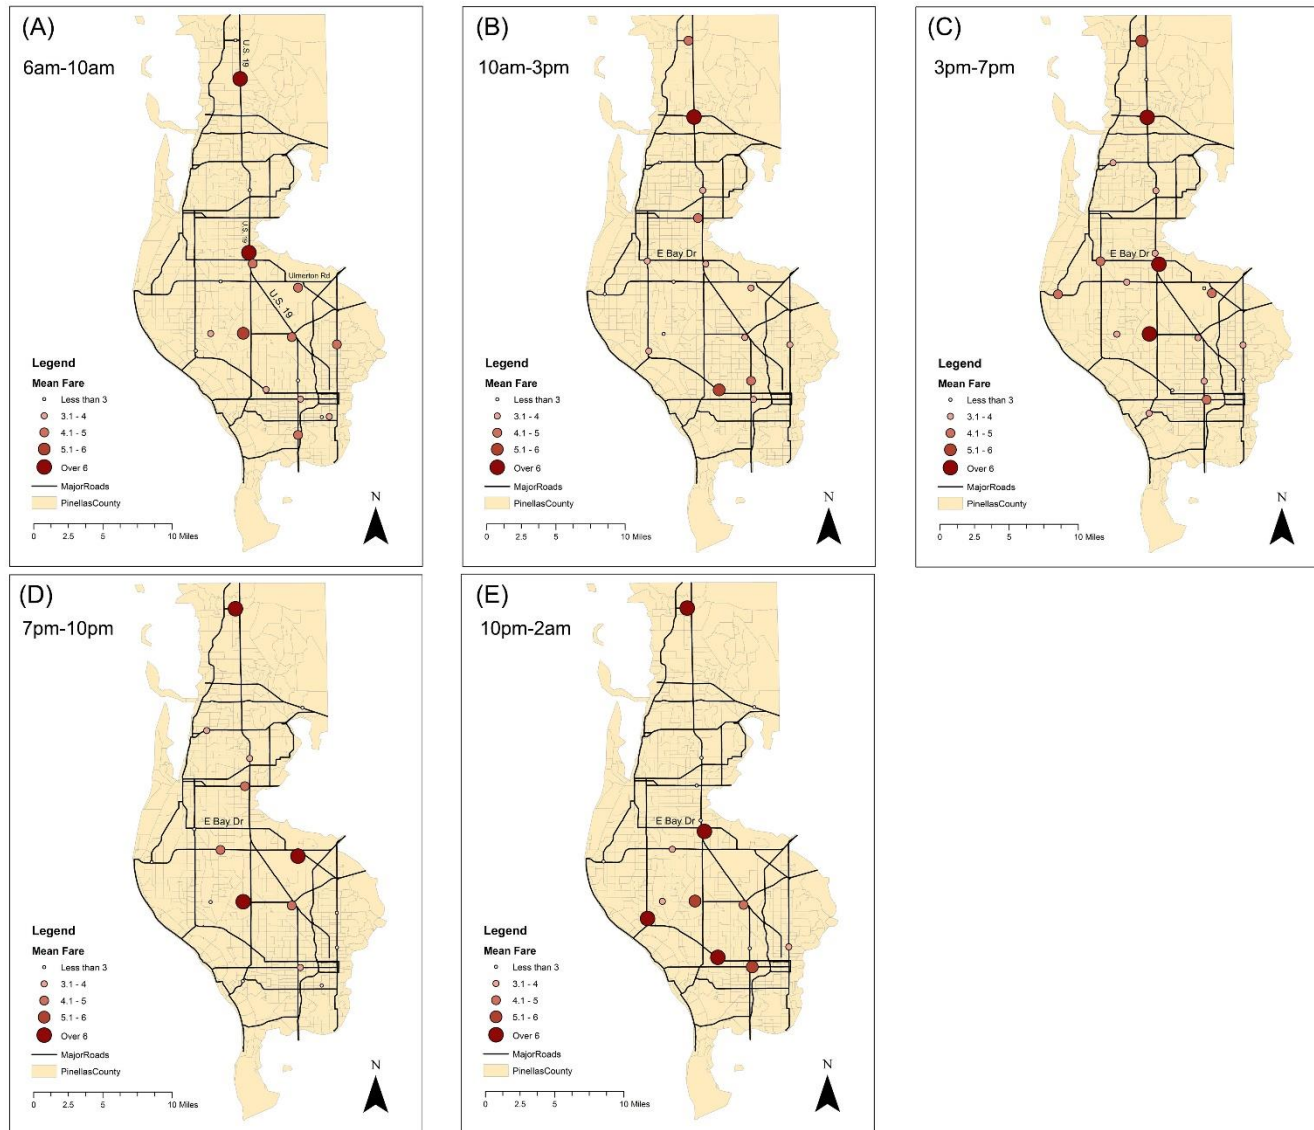 (A)
6am-10am
U.S. 19
U.S. 19
Ulmerton Rd
U.S. 19
Legend
Mean Fare
Less than 3
3.1 - 4
4.1 - 5
5.1 - 6
Over 6
MajorRoads
PinellasCounty
N
0 2.5 5 10 Miles
(B)
10am-3pm
E Bay Dr
Legend
Mean Fare
Less than 3
3.1 - 4
4.1 - 5
5.1 - 6
Over 6
MajorRoads
PinellasCounty
N
0 2.5 5 10 Miles
(C)
3pm-7pm
E Bay Dr
Legend
Mean Fare
Less than 3
3.1 - 4
4.1 - 5
5.1 - 6
Over 6
MajorRoads
PinellasCounty
N
0 2.5 5 10 Miles
(D)
7pm-10pm
E Bay Dr
Legend
Mean Fare
Less than 3
3.1 - 4
4.1 - 5
5.1 - 6
Over 6
MajorRoads
PinellasCounty
N
0 2.5 5 10 Miles
(E)
10pm-2am
E Bay Dr
Legend
Mean Fare
Less than 3
3.1 - 4
4.1 - 5
5.1 - 6
Over 6
MajorRoads
PinellasCounty
N
0 2.5 5 10 Miles